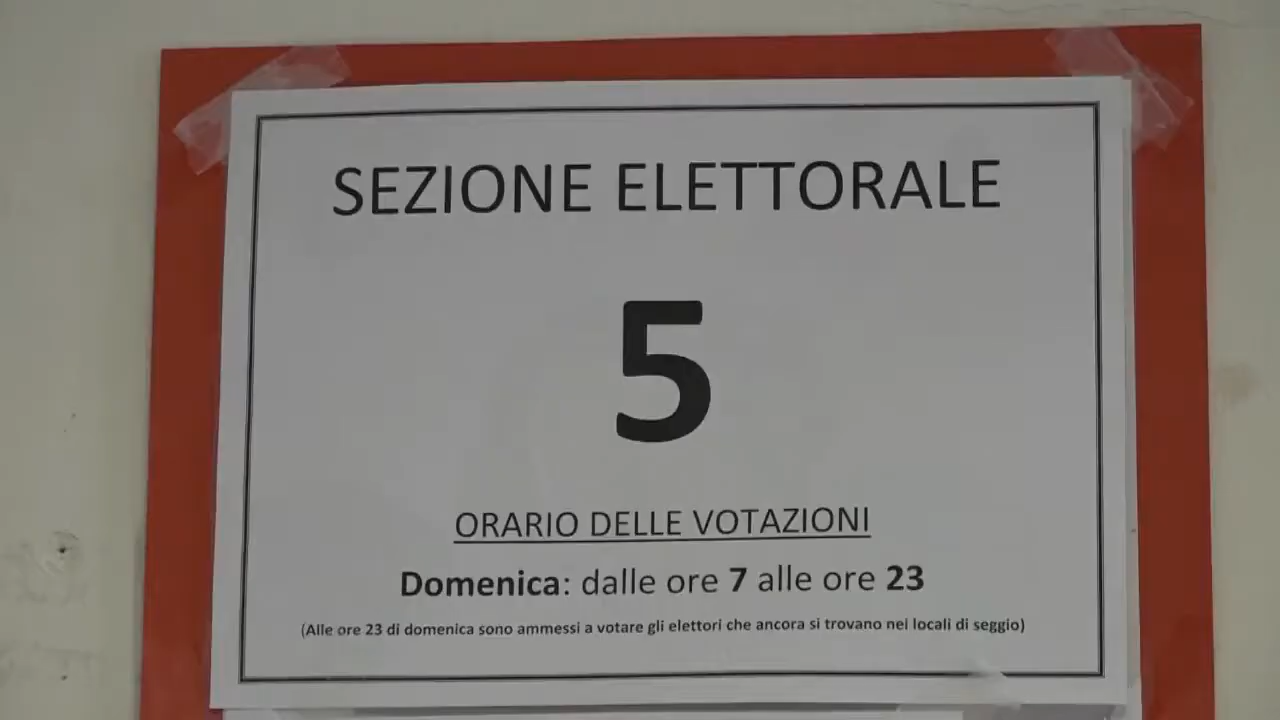 SEZIONE ELETTORALE
5
ORARIO DELLE VOTAZIONI
Domenica: dalle ore 7 alle ore 23
(Alle ore 23 di domenica sono ammessi a votare gli elettori che ancora si trovano nei locali di seggio)